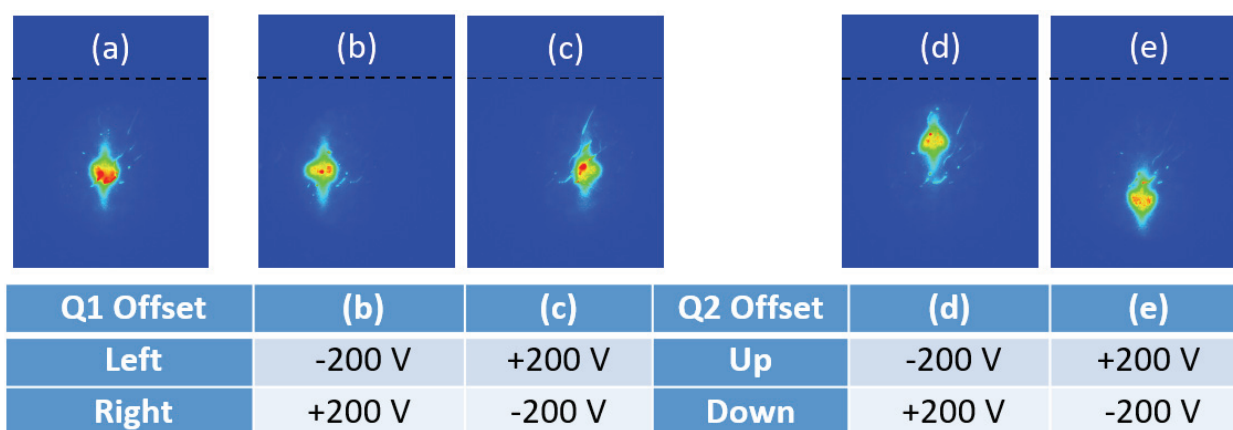 (a) (b) (c) (d) (e)
Q1 Offset (b) (c) Q2 Offset (d) (e)
Left -200 V +200 V Up -200 V +200 V
Right +200 V -200 V Down +200 V -200 V